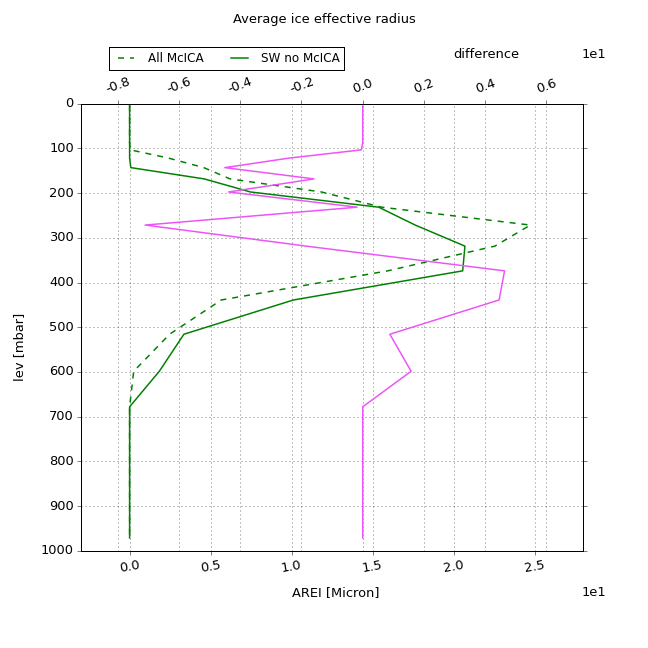 Average ice effective radius
All McICA SW no McICA
difference 1e1
-0.8 -0.6 -0.4 -0.2 0.0 0.2 0.4 0.6
0
100
200
300
400
500
600
700
800
900
1000
lev [mbar]
0.0 0.5 1.0 1.5 2.0 2.5
AREI [Micron] 1e1